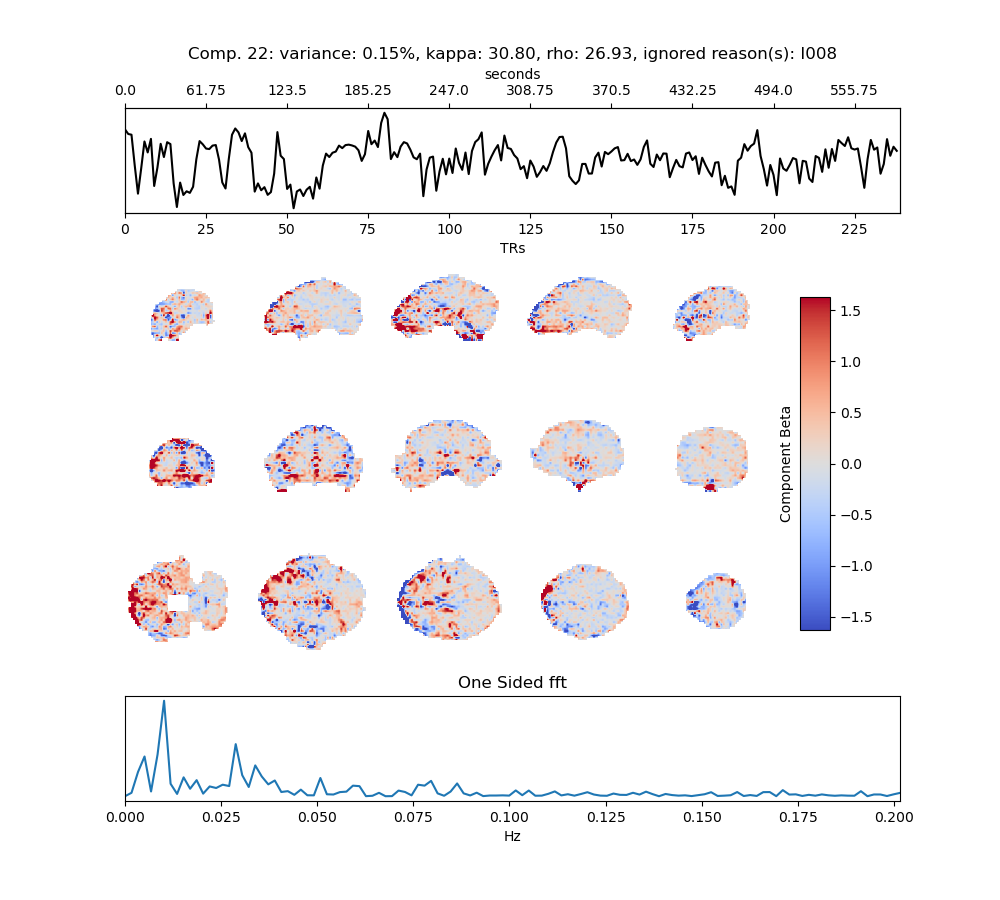 Comp. 22: variance: 0.15%, kappa: 30.80, rho: 26.93, ignored reason(s): I008
seconds
0.0 61.75 123.5 185.25 247.0 308.75 370.5 432.25 494.0 555.75
0 25 50 75 100 125 150 175 200 225
TRs
1.5
1.0
0.5
0.0
−0.5
−1.0
−1.5
Component Beta
One Sided fft
0.000 0.025 0.050 0.075 0.100 0.125 0.150 0.175 0.200
Hz